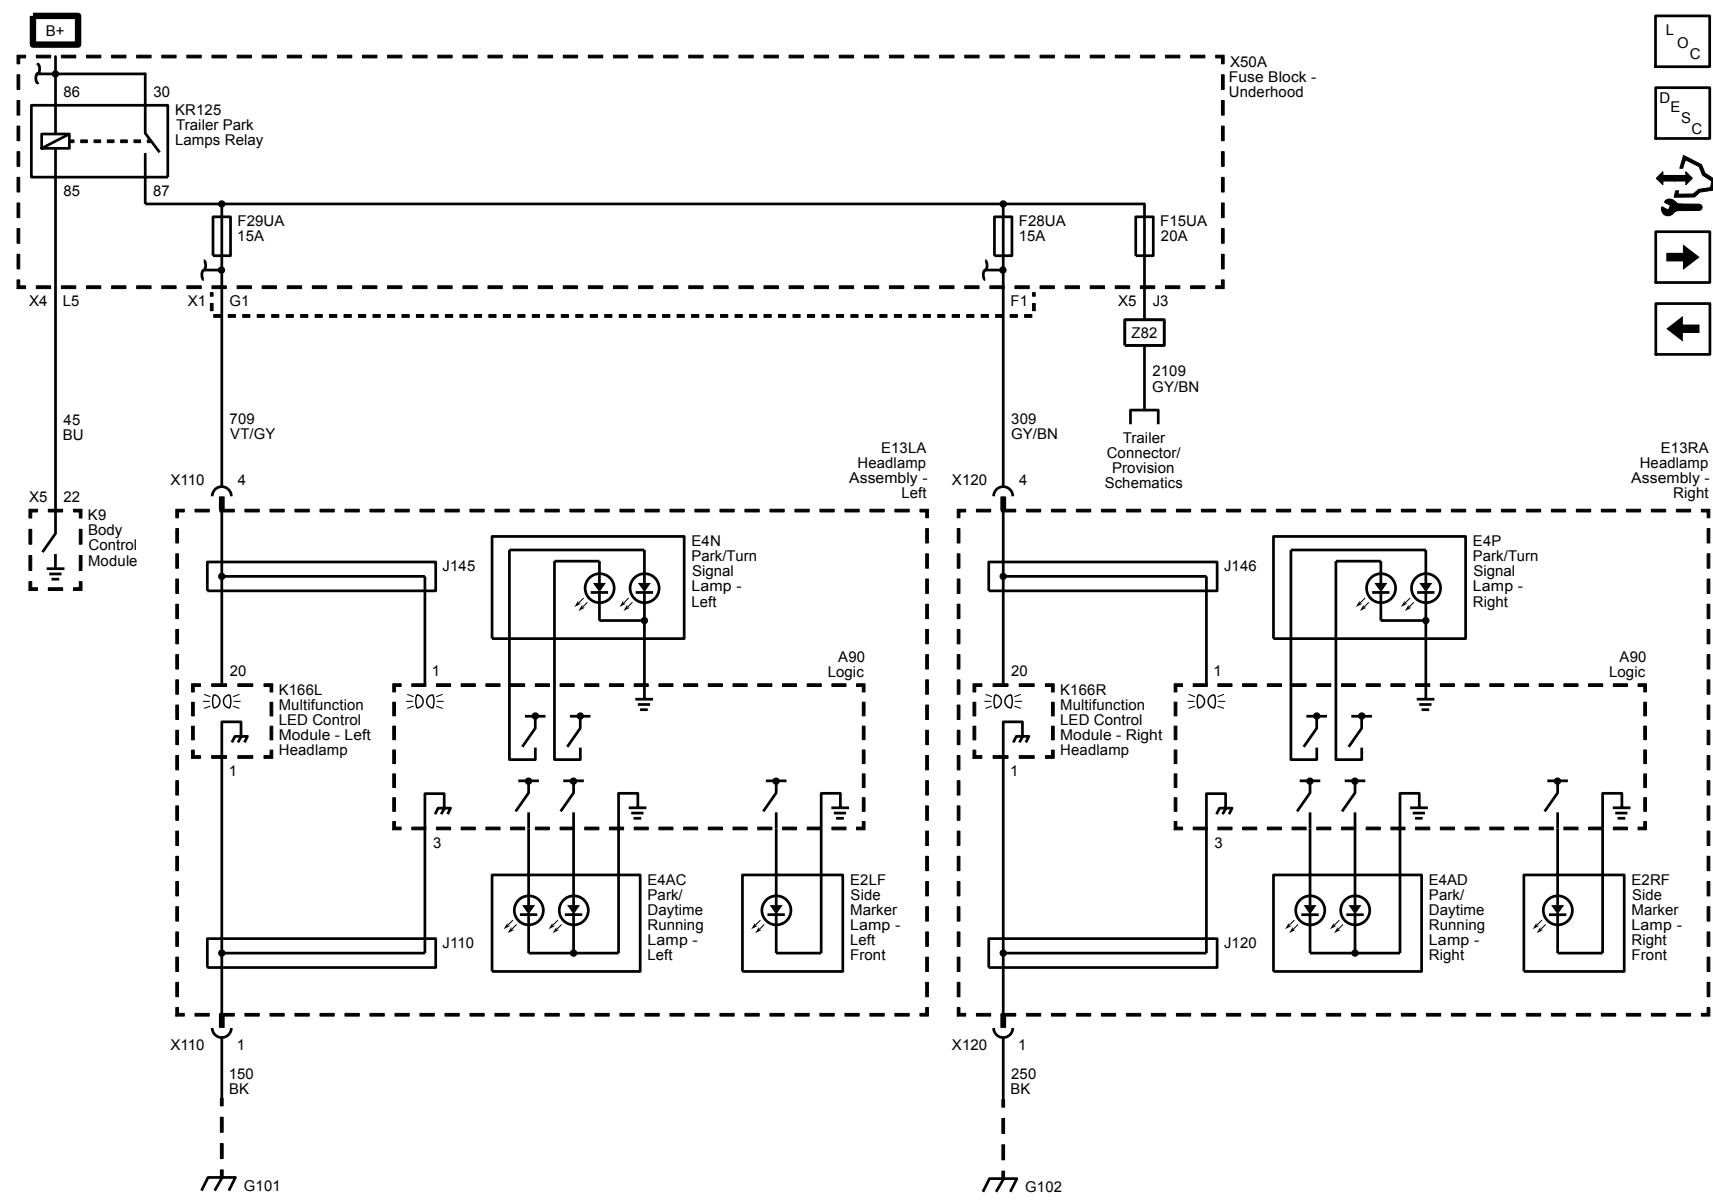 B+
L O C
D E S C
X50A
Fuse Block -
Underhood
86
30
KR125
Trailer Park
Lamps Relay
85
87
F29UA
15A
F28UA
15A
F15UA
20A
X4
L5
X1
G1
F1
X5
J3
Z82
2109
GY/BN
45
BU
709
VT/GY
309
GY/BN
Trailer
Connector/
Provision
Schematics
E13LA
Headlamp
Assembly -
Left
E13RA
Headlamp
Assembly -
Right
X110
4
X120
4
X5
22
K9
Body
Control
Module
J145
E4N
Park/Turn
Signal
Lamp -
Left
J146
E4P
Park/Turn
Signal
Lamp -
Right
A90
Logic
A90
Logic
20
1
20
1
K166L
Multifunction
LED Control
Module - Left
Headlamp
K166R
Multifunction
LED Control
Module - Right
Headlamp
1
1
3
3
E4AC
Park/
Daytime
Running
Lamp -
Left
E2LF
Side
Marker
Lamp -
Left
Front
E4AD
Park/
Daytime
Running
Lamp -
Right
E2RF
Side
Marker
Lamp -
Right
Front
J110
J120
X110
1
X120
1
150
BK
250
BK
G101
G102